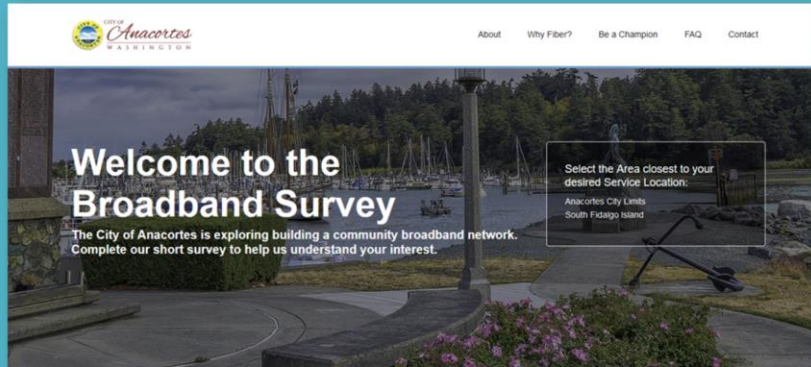 CITY OF
Anacortes
WASHINGTON
About
Why Fiber?
Be a Champion
FAQ
Contact
Welcome to the
Broadband Survey
The City of Anacortes is exploring building a community broadband network.
Complete our short survey to help us understand your interest.
Select the Area closest to your
desired Service Location:
Anacortes City Limits
South Fidalgo Island